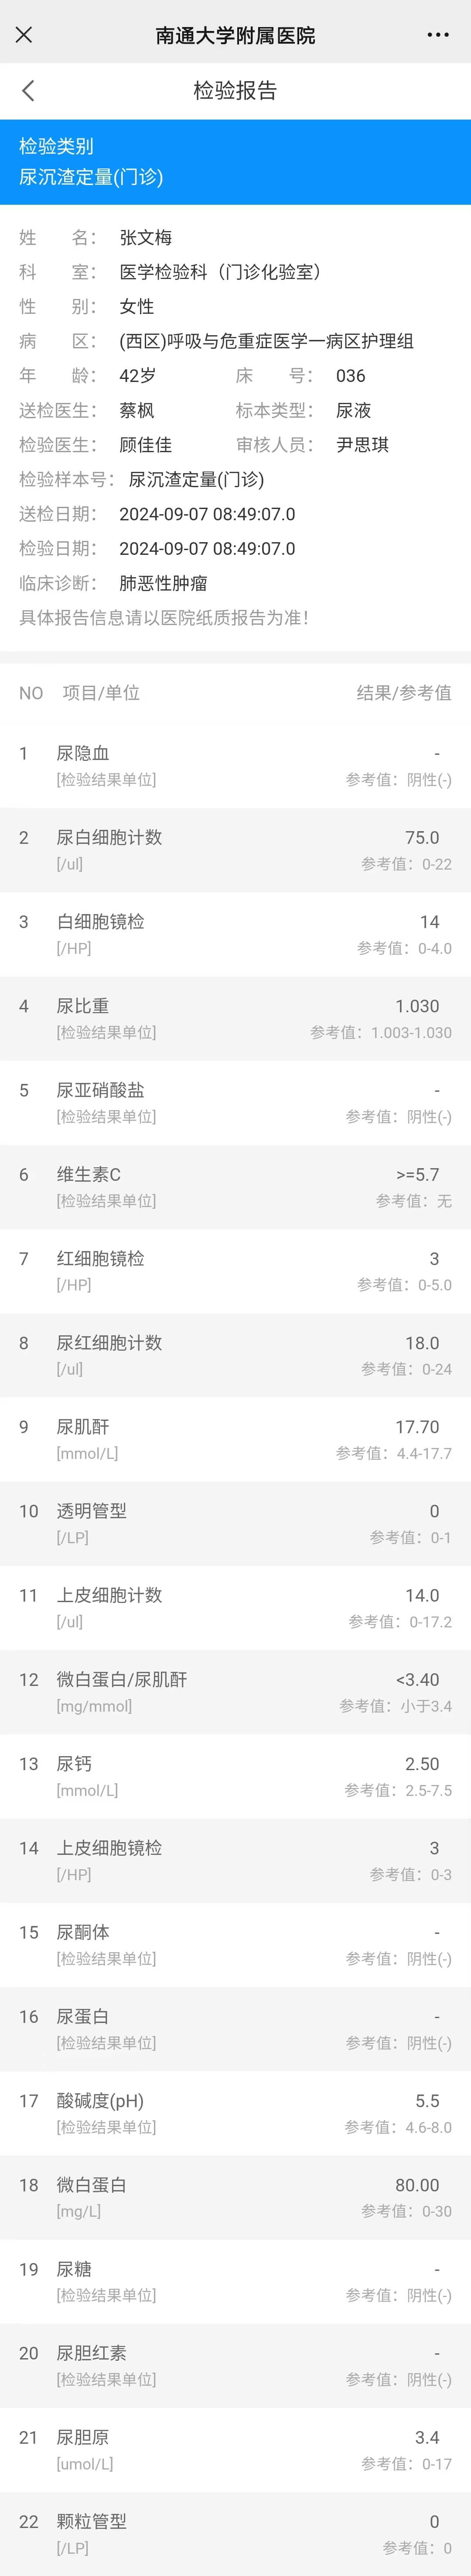 南通大学附属医院
检验报告
检验类别
尿沉渣定量(门诊)
姓 名： 张文梅
科 室： 医学检验科（门诊化验室）
性 别： 女性
病 区： (西区)呼吸与危重症医学一病区护理组
年 龄： 42岁 床 号： 036
送检医生： 蔡枫 标本类型： 尿液
检验医生： 顾佳佳 审核人员： 尹思琪
检验样本号： 尿沉渣定量(门诊)
送检日期： 2024-09-07 08:49:07.0
检验日期： 2024-09-07 08:49:07.0
临床诊断： 肺恶性肿瘤
具体报告信息请以医院纸质报告为准！
NO 项目/单位 结果/参考值
1 尿隐血 -
[检验结果单位] 参考值：阴性(-)
2 尿白细胞计数 75.0
[/ul] 参考值：0-22
3 白细胞镜检 14
[/HP] 参考值：0-4.0
4 尿比重 1.030
[检验结果单位] 参考值：1.003-1.030
5 尿亚硝酸盐 -
[检验结果单位] 参考值：阴性(-)
6 维生素C >=5.7
[检验结果单位] 参考值：无
7 红细胞镜检 3
[/HP] 参考值：0-5.0
8 尿红细胞计数 18.0
[/ul] 参考值：0-24
9 尿肌酐 17.70
[mmol/L] 参考值：4.4-17.7
10 透明管型 0
[/LP] 参考值：0-1
11 上皮细胞计数 14.0
[/ul] 参考值：0-17.2
12 微白蛋白/尿肌酐 <3.40
[mg/mmol] 参考值：小于3.4
13 尿钙 2.50
[mmol/L] 参考值：2.5-7.5
14 上皮细胞镜检 3
[/HP] 参考值：0-3
15 尿酮体 -
[检验结果单位] 参考值：阴性(-)
16 尿蛋白 -
[检验结果单位] 参考值：阴性(-)
17 酸碱度(pH) 5.5
[检验结果单位] 参考值：4.6-8.0
18 微白蛋白 80.00
[mg/L] 参考值：0-30
19 尿糖 -
[检验结果单位] 参考值：阴性(-)
20 尿胆红素 -
[检验结果单位] 参考值：阴性(-)
21 尿胆原 3.4
[umol/L] 参考值：0-17
22 颗粒管型 0
[/LP] 参考值：0